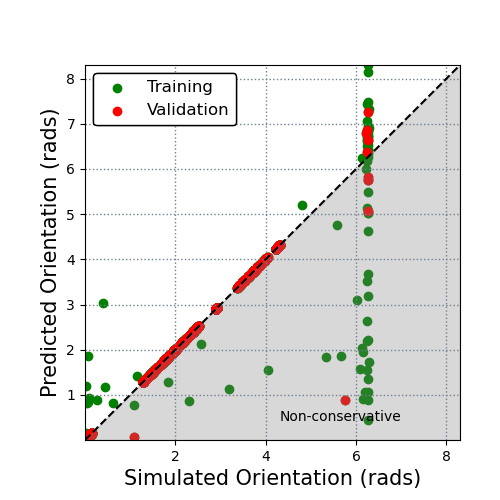 Training
Validation
8
7
6
5
4
3
2
1
Predicted Orientation (rads)
Non-conservative
2
4
6
8
Simulated Orientation (rads)